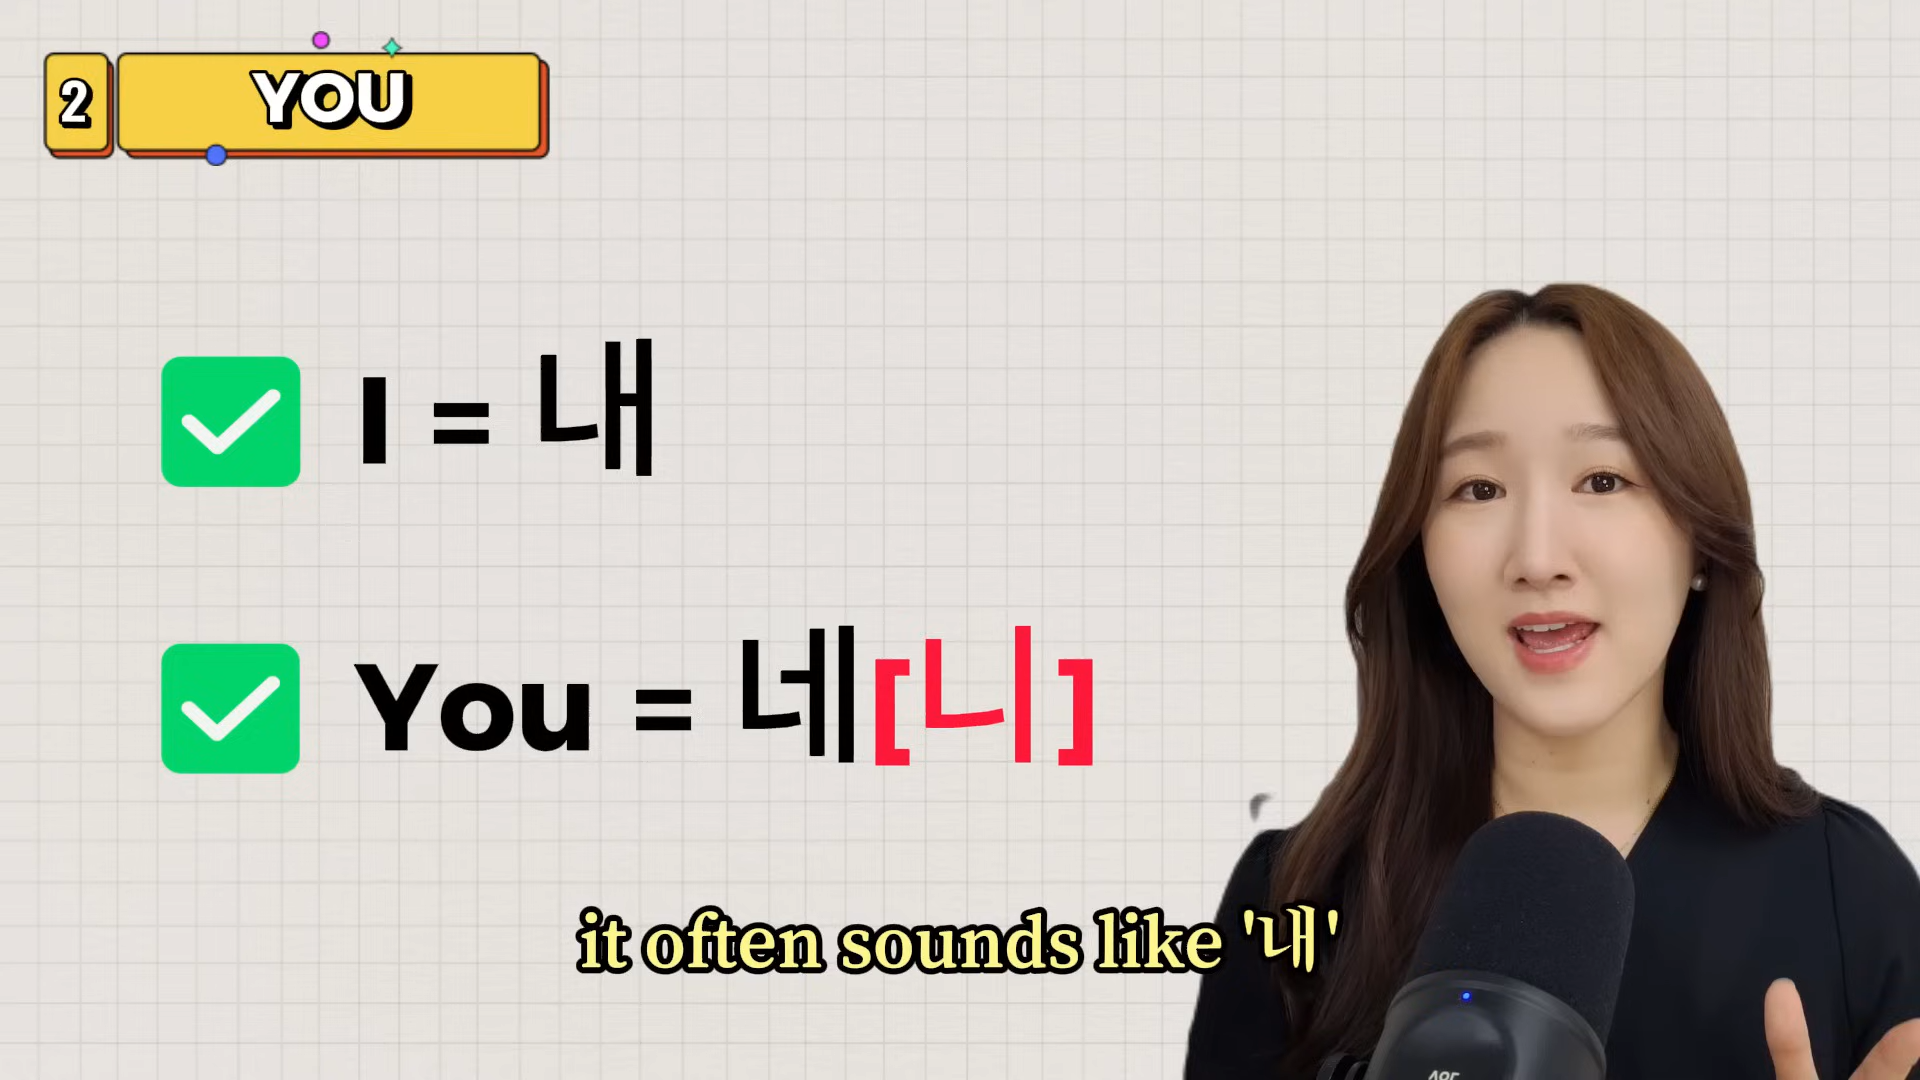 2 YOU
I = 내
You = 네[니]
it often sounds like '내'